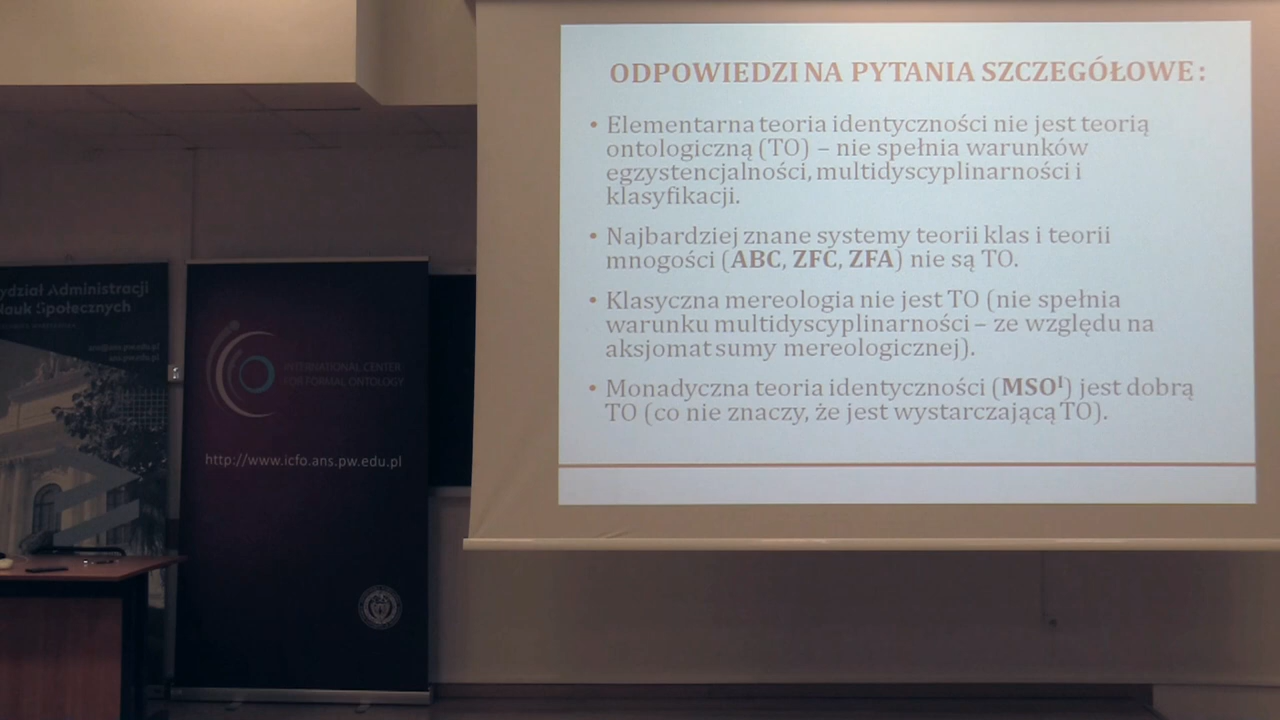 ODPOWIEDZI NA PYTANIA SZCZEGÓŁOWE:
• Elementarna teoria identyczności nie jest teorią
ontologiczną (TO) – nie spełnia warunków
egzystencjalności, multidyscyplinarności i
klasyfikacji.
• Najbardziej znane systemy teorii klas i teorii
mnogości (ABC, ZFC, ZFA) nie są TO.
• Klasyczna mereologia nie jest TO (nie spełnia
warunku multidyscyplinarności – ze względu na
aksjomat sumy mereologicznej).
• Monadyczna teoria identyczności (MSOᴵ) jest dobrą
TO (co nie znaczy, że jest wystarczającą TO).
ydział Administracji
Nauk Społecznych
INTERNATIONAL CENTER
FOR FORMAL ONTOLOGY
http://www.icfo.ans.pw.edu.pl